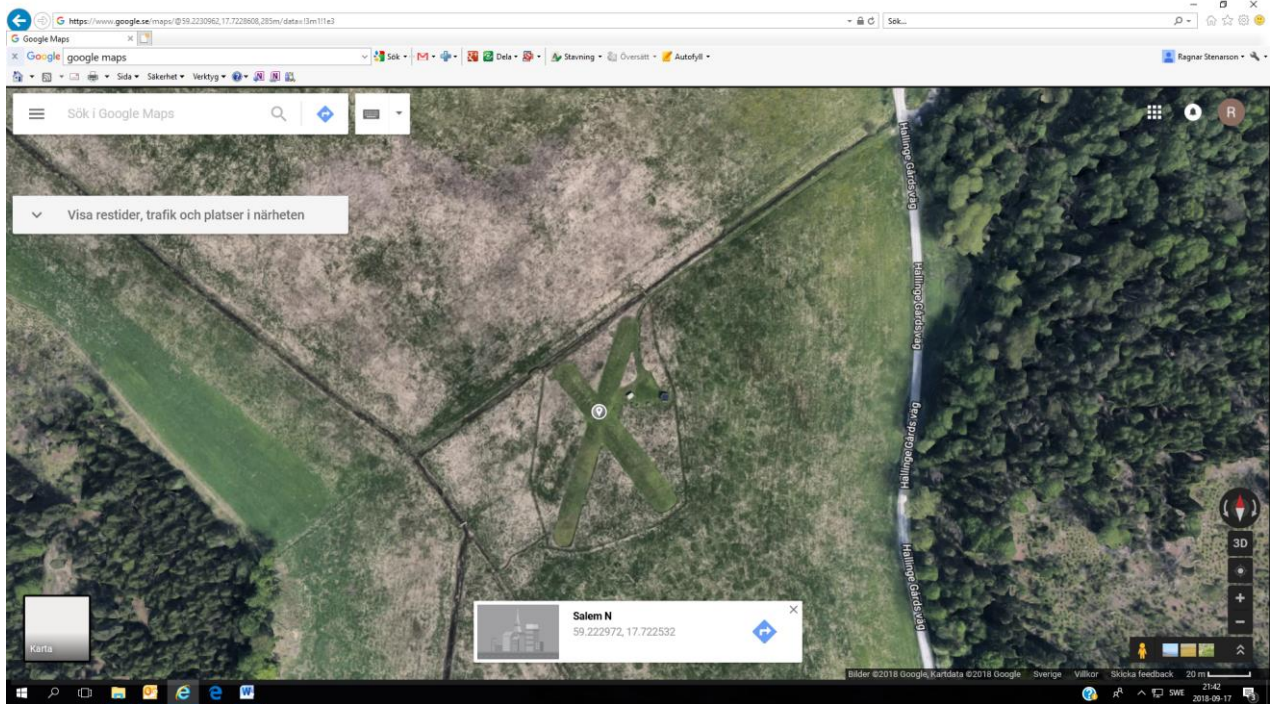 https://www.google.se/maps/@59.2230962,17.7228608,285m/data=!3m1!1e3
Sök...
Google Maps
Google google maps Sök M Dela Stavning Översätt Autofyll Ragnar Stenarson
Sida Säkerhet Verktyg
Sök i Google Maps
R
Visa restider, trafik och platser i närheten
Hallinge Gårds väg
Hallinge Gårds väg
Hallinge Gårds väg
Hallinge Gårds väg
3D
Salem N
59.222972, 17.722532
Karta
Bilder ©2018 Google, Kartdata ©2018 Google Sverige Villkor Skicka feedback 20 m
SWE
21:42
2018-09-17